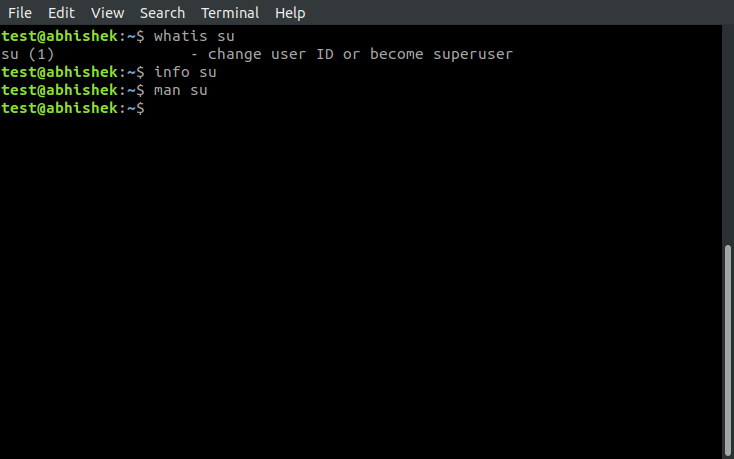 File Edit View Search Terminal Help
test@abhishek:~$ whatis su
su (1)               - change user ID or become superuser
test@abhishek:~$ info su
test@abhishek:~$ man su
test@abhishek:~$